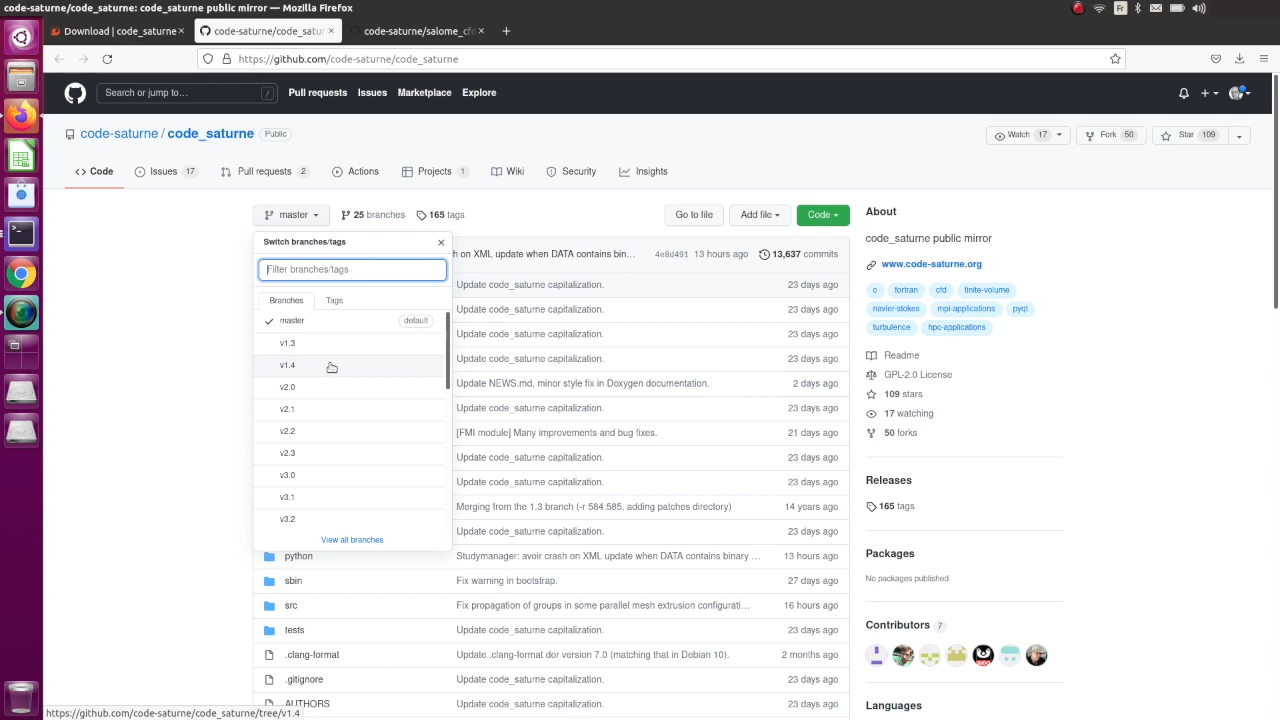 code-saturne/code_saturne: code_saturne public mirror — Mozilla Firefox
Fr
Download | code_saturne
code-saturne/code_satur
code-saturne/salome_cf
https://github.com/code-saturne/code_saturne
Search or jump to...
/
Pull requests
Issues
Marketplace
Explore
code-saturne / code_saturne
Public
Watch 17
Fork 50
Star 109
Code
Issues 17
Pull requests 2
Actions
Projects 1
Wiki
Security
Insights
master
25 branches
165 tags
Go to file
Add file
Code
Switch branches/tags
Filter branches/tags
Branches
Tags
master
default
v1.3
v1.4
v2.0
v2.1
v2.2
v2.3
v3.0
v3.1
v3.2
View all branches
h on XML update when DATA contains bin…
4e8d491 13 hours ago
13,637 commits
Update code_saturne capitalization.
23 days ago
Update code_saturne capitalization.
23 days ago
Update code_saturne capitalization.
23 days ago
Update code_saturne capitalization.
23 days ago
Update NEWS.md, minor style fix in Doxygen documentation.
2 days ago
Update code_saturne capitalization.
23 days ago
[FMI module] Many improvements and bug fixes.
21 days ago
Update code_saturne capitalization.
23 days ago
Update code_saturne capitalization.
23 days ago
Merging from the 1.3 branch (-r 584:585, adding patches directory)
14 years ago
Update code_saturne capitalization.
23 days ago
python
Studymanager: avoir crash on XML update when DATA contains binary …
13 hours ago
sbin
Fix warning in bootstrap.
27 days ago
src
Fix propagation of groups in some parallel mesh extrusion configurati…
16 hours ago
tests
Update code_saturne capitalization.
23 days ago
.clang-format
Update .clang-format dor version 7.0 (matching that in Debian 10).
2 months ago
.gitignore
Update code_saturne capitalization.
23 days ago
AUTHORS
Update code_saturne capitalization.
23 days ago
About
code_saturne public mirror
www.code-saturne.org
c
fortran
cfd
finite-volume
navier-stokes
mpi-applications
pyqt
turbulence
hpc-applications
Readme
GPL-2.0 License
109 stars
17 watching
50 forks
Releases
165 tags
Packages
No packages published
Contributors 7
Languages
https://github.com/code-saturne/code_saturne/tree/v1.4